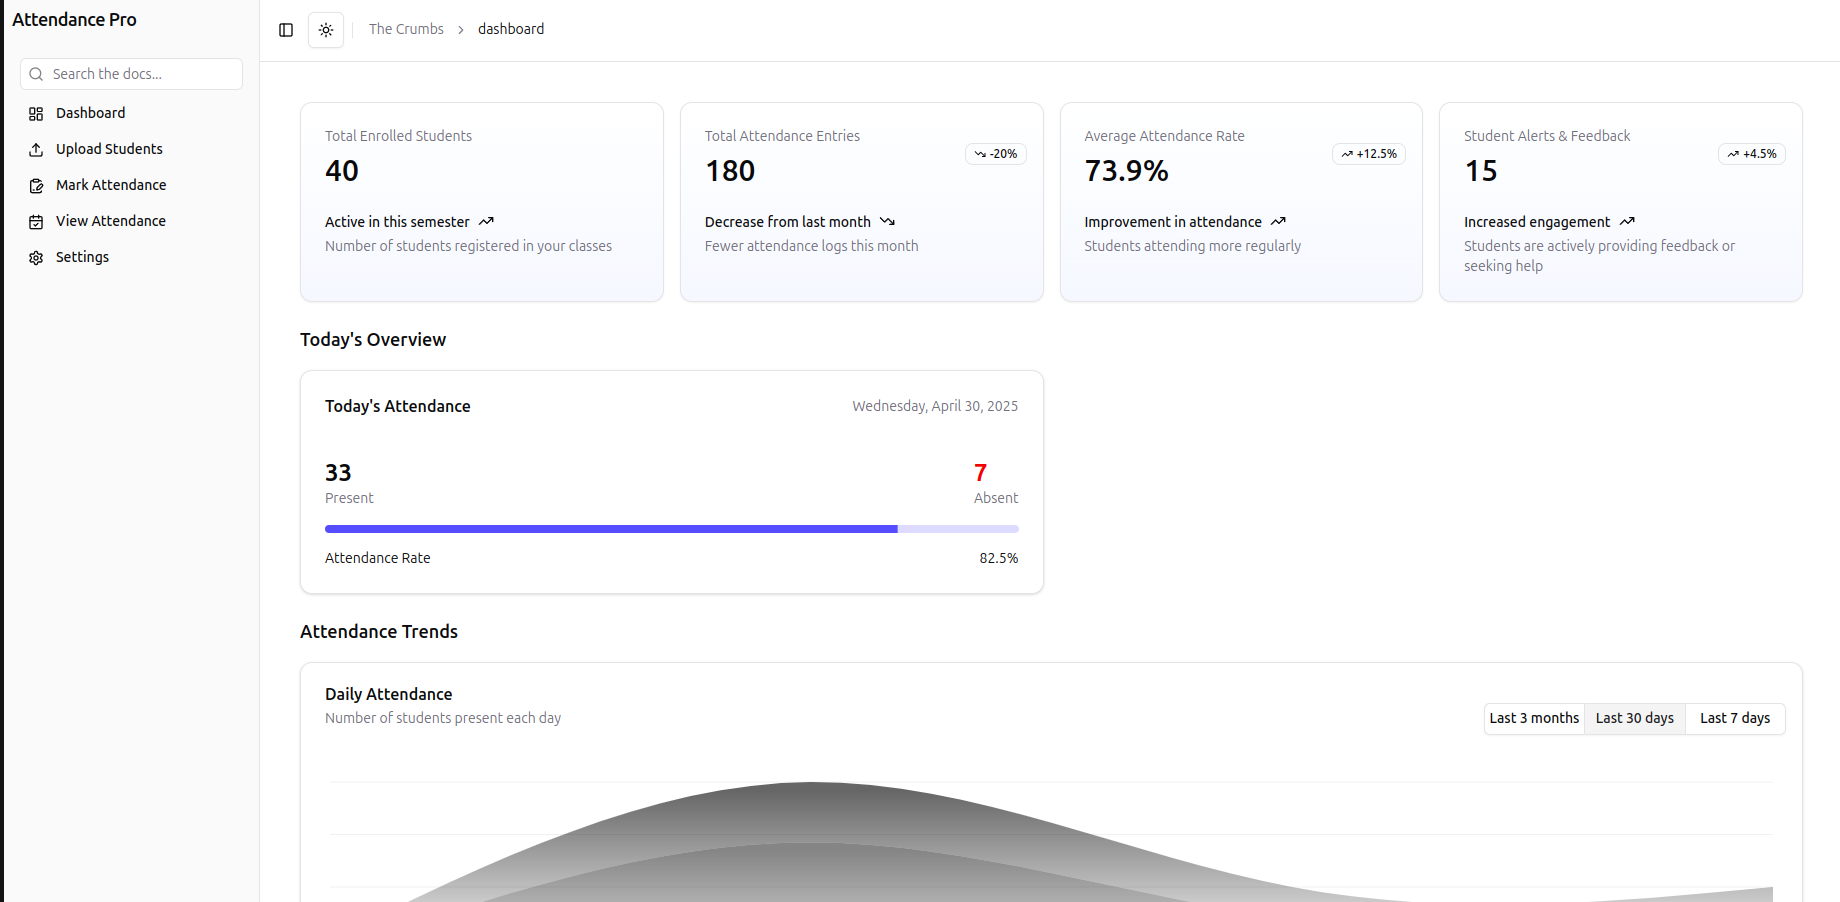 Attendance Pro
Search the docs...
Dashboard
Upload Students
Mark Attendance
View Attendance
Settings
The Crumbs > dashboard
Total Enrolled Students
40
Active in this semester
Number of students registered in your classes
Total Attendance Entries
180
-20%
Decrease from last month
Fewer attendance logs this month
Average Attendance Rate
73.9%
+12.5%
Improvement in attendance
Students attending more regularly
Student Alerts & Feedback
15
+4.5%
Increased engagement
Students are actively providing feedback or
seeking help
Today's Overview
Today's Attendance
Wednesday, April 30, 2025
33
Present
7
Absent
Attendance Rate
82.5%
Attendance Trends
Daily Attendance
Number of students present each day
Last 3 months
Last 30 days
Last 7 days